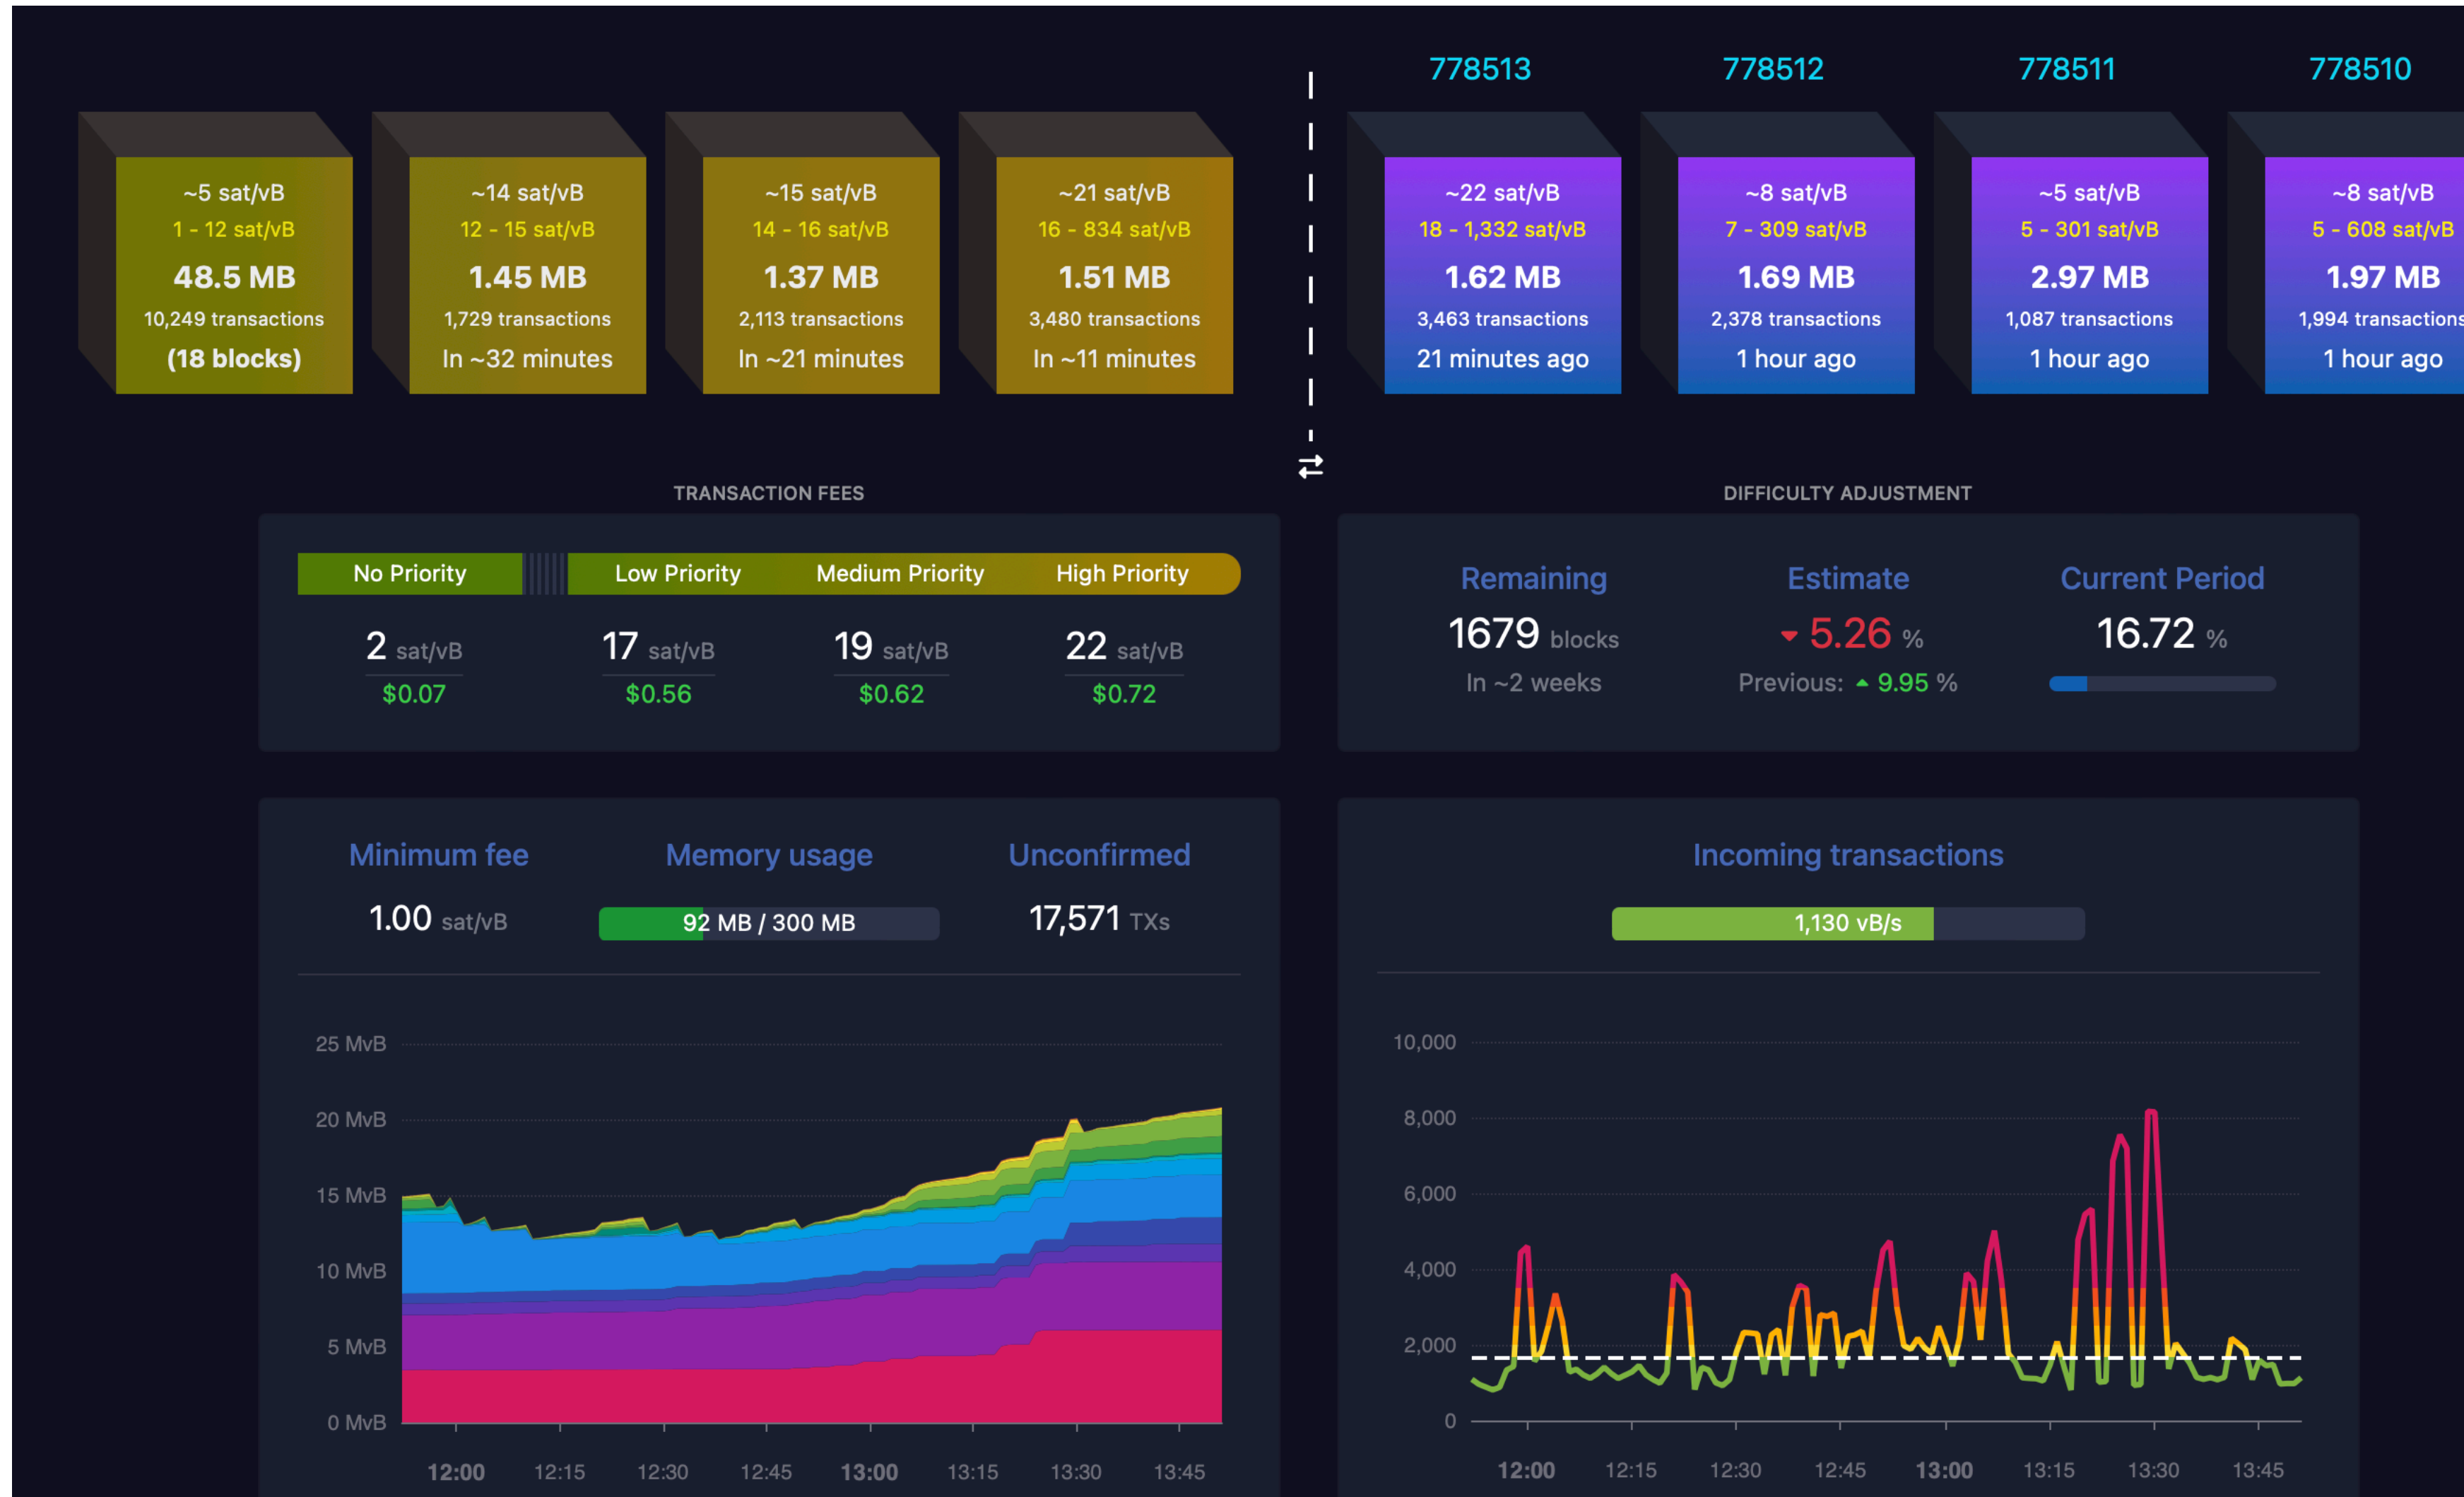 778513
778512
778511
778510
~5 sat/vB
1 - 12 sat/vB
48.5 MB
10,249 transactions
(18 blocks)
~14 sat/vB
12 - 15 sat/vB
1.45 MB
1,729 transactions
In ~32 minutes
~15 sat/vB
14 - 16 sat/vB
1.37 MB
2,113 transactions
In ~21 minutes
~21 sat/vB
16 - 834 sat/vB
1.51 MB
3,480 transactions
In ~11 minutes
~22 sat/vB
18 - 1,332 sat/vB
1.62 MB
3,463 transactions
21 minutes ago
~8 sat/vB
7 - 309 sat/vB
1.69 MB
2,378 transactions
1 hour ago
~5 sat/vB
5 - 301 sat/vB
2.97 MB
1,087 transactions
1 hour ago
~8 sat/vB
5 - 608 sat/vB
1.97 MB
1,994 transactions
1 hour ago
TRANSACTION FEES
No Priority
Low Priority
Medium Priority
High Priority
2 sat/vB
17 sat/vB
19 sat/vB
22 sat/vB
$0.07
$0.56
$0.62
$0.72
DIFFICULTY ADJUSTMENT
Remaining
1679 blocks
In ~2 weeks
Estimate
5.26 %
Previous: 9.95 %
Current Period
16.72 %
Minimum fee
1.00 sat/vB
Memory usage
92 MB / 300 MB
Unconfirmed
17,571 TXs
25 MvB
20 MvB
15 MvB
10 MvB
5 MvB
0 MvB
12:00
12:15
12:30
12:45
13:00
13:15
13:30
13:45
Incoming transactions
1,130 vB/s
10,000
8,000
6,000
4,000
2,000
0
12:00
12:15
12:30
12:45
13:00
13:15
13:30
13:45